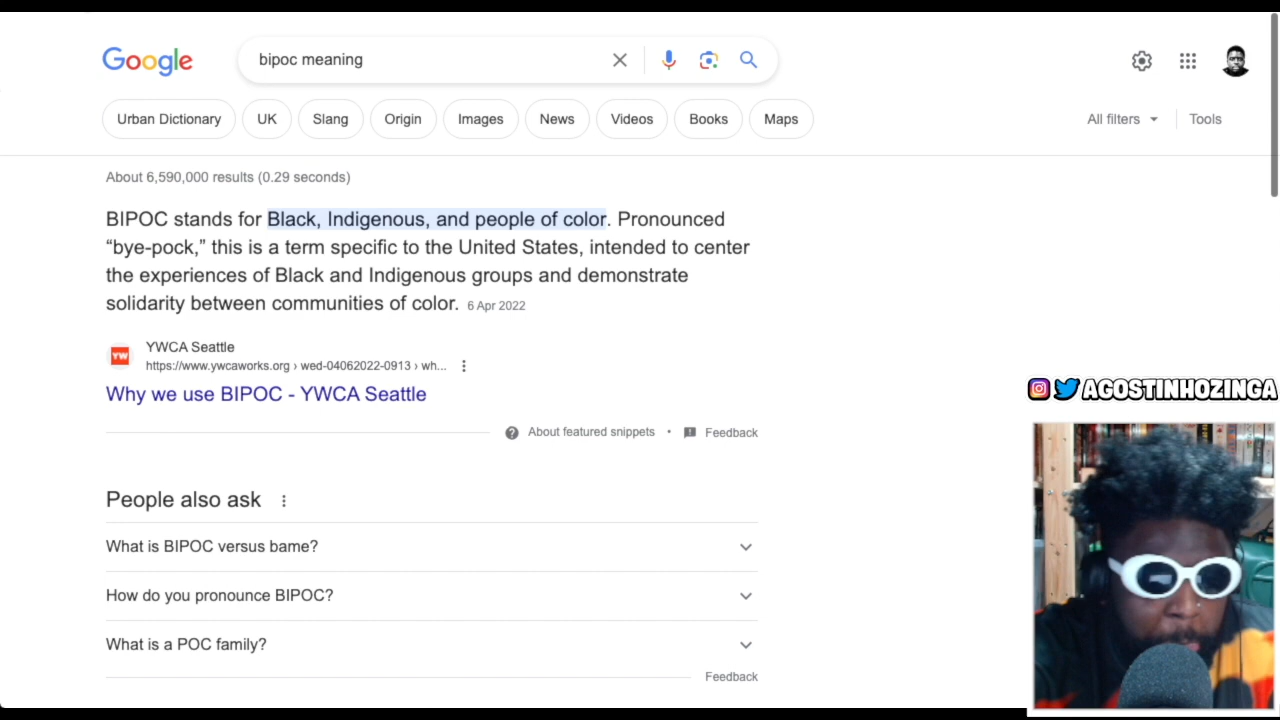 Google
bipoc meaning
Urban Dictionary
UK
Slang
Origin
Images
News
Videos
Books
Maps
All filters
Tools
About 6,590,000 results (0.29 seconds)
BIPOC stands for Black, Indigenous, and people of color. Pronounced
“bye-pock,” this is a term specific to the United States, intended to center
the experiences of Black and Indigenous groups and demonstrate
solidarity between communities of color. 6 Apr 2022
YW
YWCA Seattle
https://www.ywcaworks.org › wed-04062022-0913 › wh...
Why we use BIPOC - YWCA Seattle
About featured snippets • Feedback
AGOSTINHOZINGA
People also ask
What is BIPOC versus bame?
How do you pronounce BIPOC?
What is a POC family?
Feedback